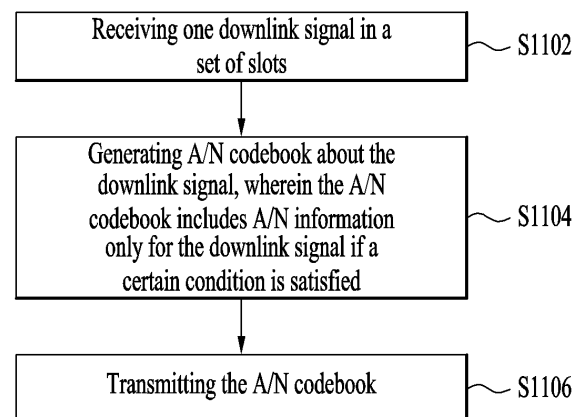 Receiving one downlink signal in a
set of slots
S1102
Generating A/N codebook about the
downlink signal, wherein the A/N
codebook includes A/N information
only for the downlink signal if a
certain condition is satisfied
S1104
Transmitting the A/N codebook
S1106